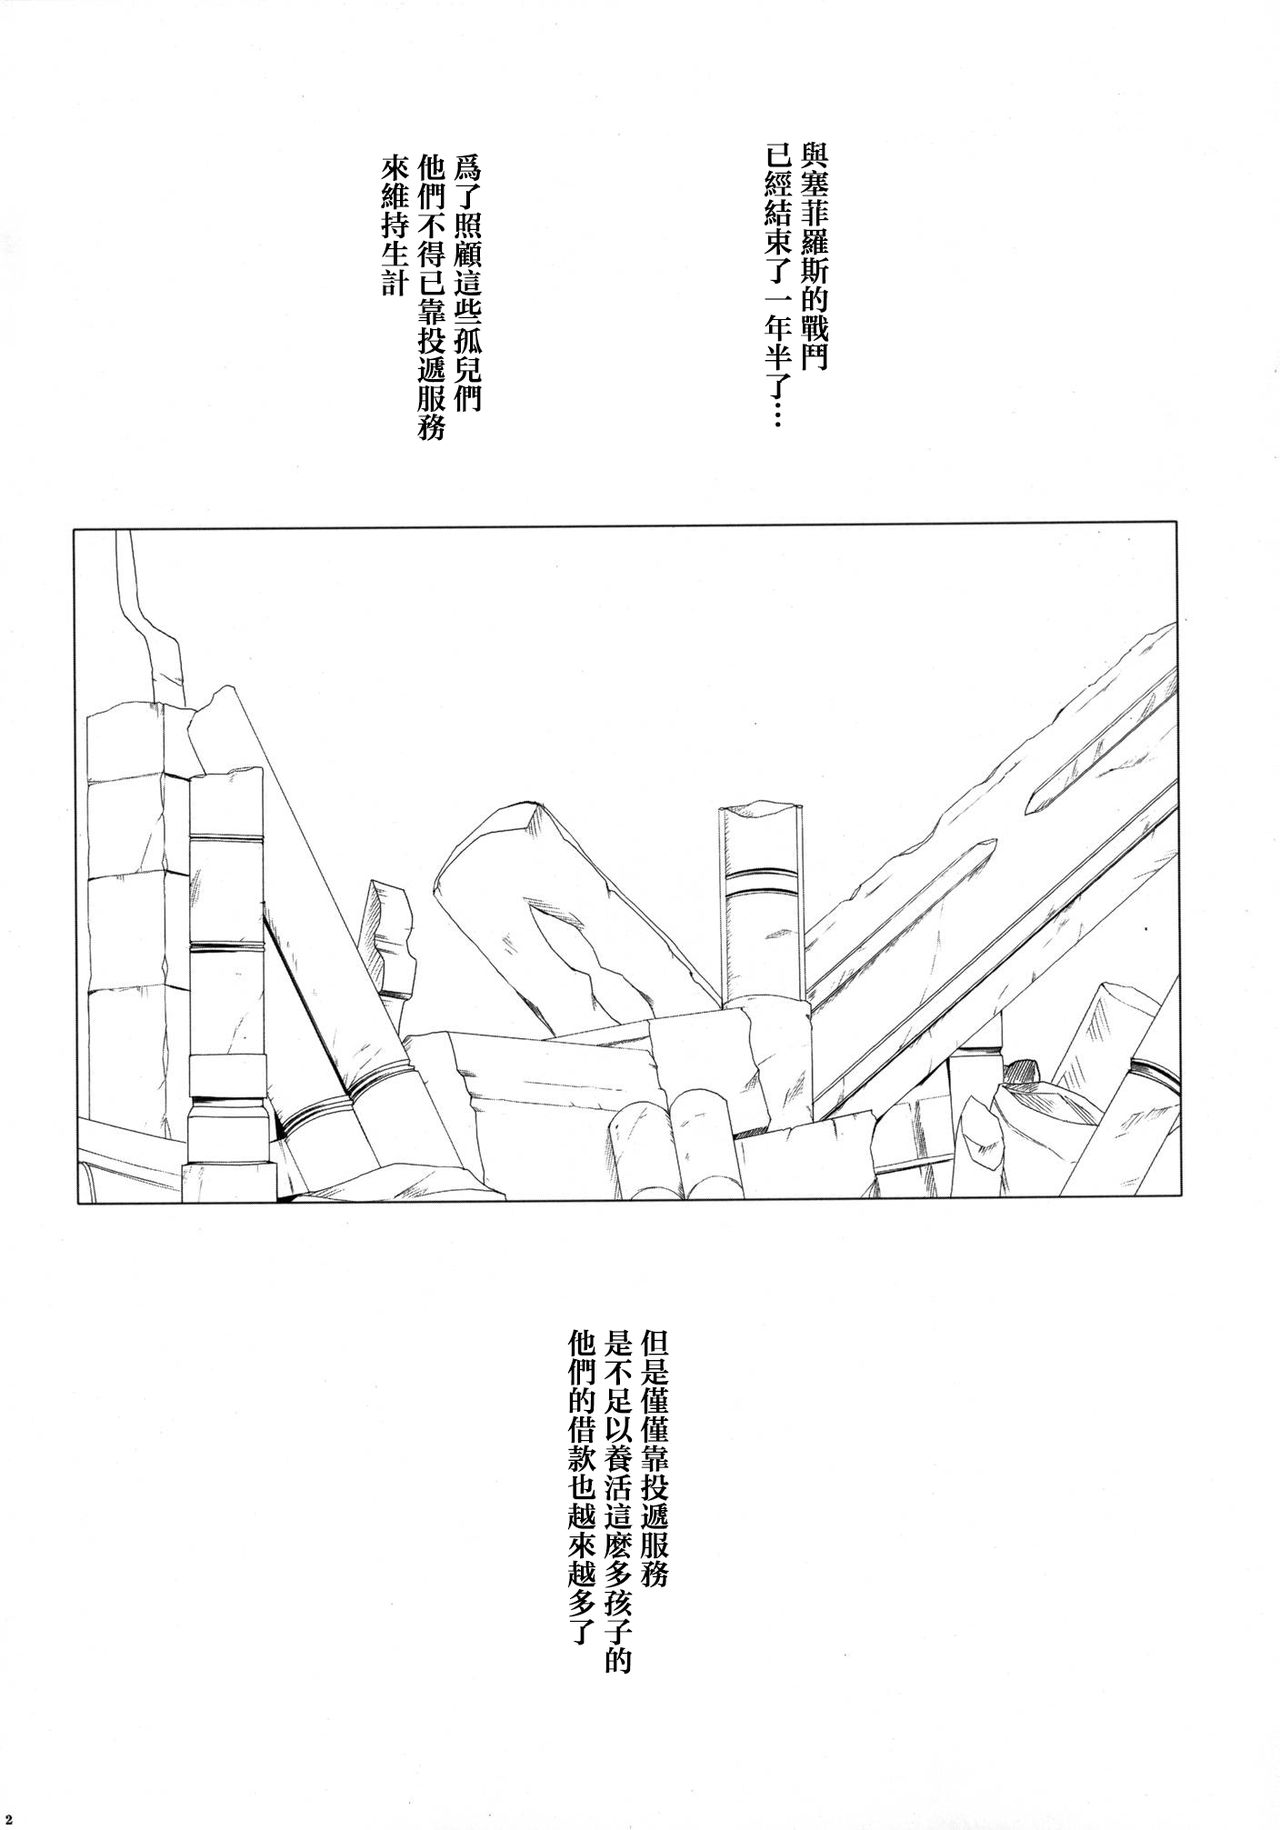 與塞菲羅斯的戰鬥
已經結束了一年半了…
爲了照顧這些孤兒們
他們不得已靠投遞服務
來維持生計
但是僅僅靠投遞服務
是不足以養活這麼多孩子的
他們的借款也越來越多了
2